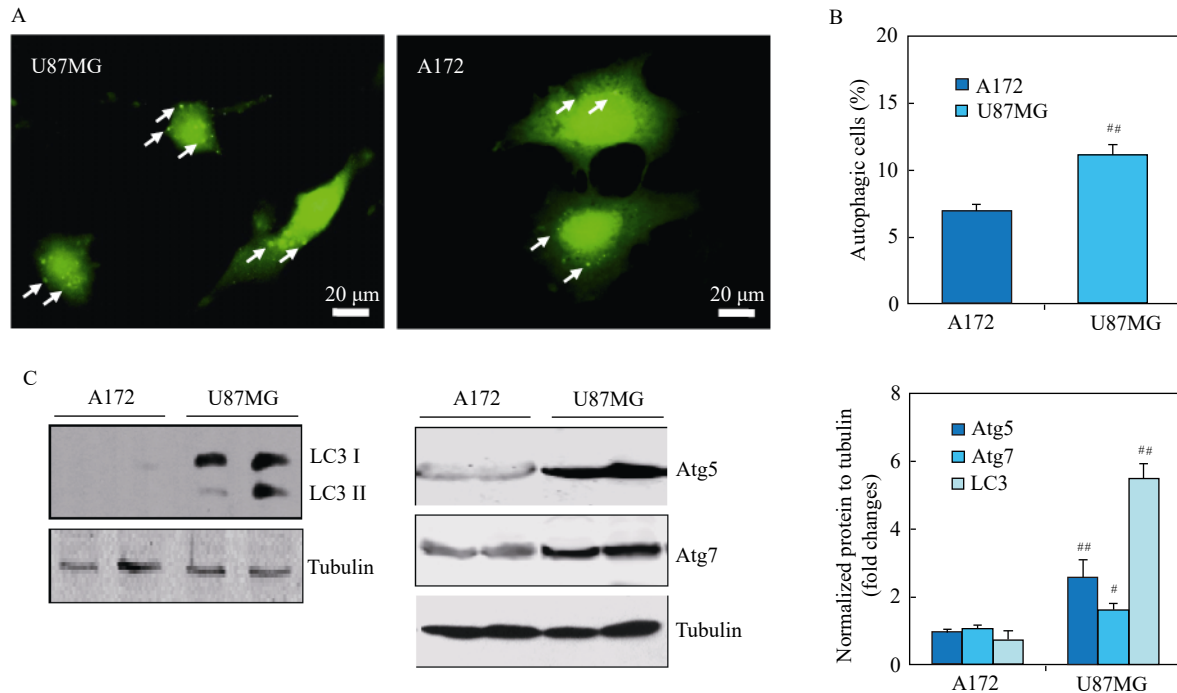 A
U87MG
20 μm
A172
20 μm
B
Autophagic cells (%)
20
15
10
5
0
A172
U87MG
##
A172
U87MG
C
A172
U87MG
LC3 I
LC3 II
Tubulin
A172
U87MG
Atg5
Atg7
Tubulin
Normalized protein to tubulin
(fold changes)
8
6
4
2
0
Atg5
Atg7
LC3
##
#
##
A172
U87MG